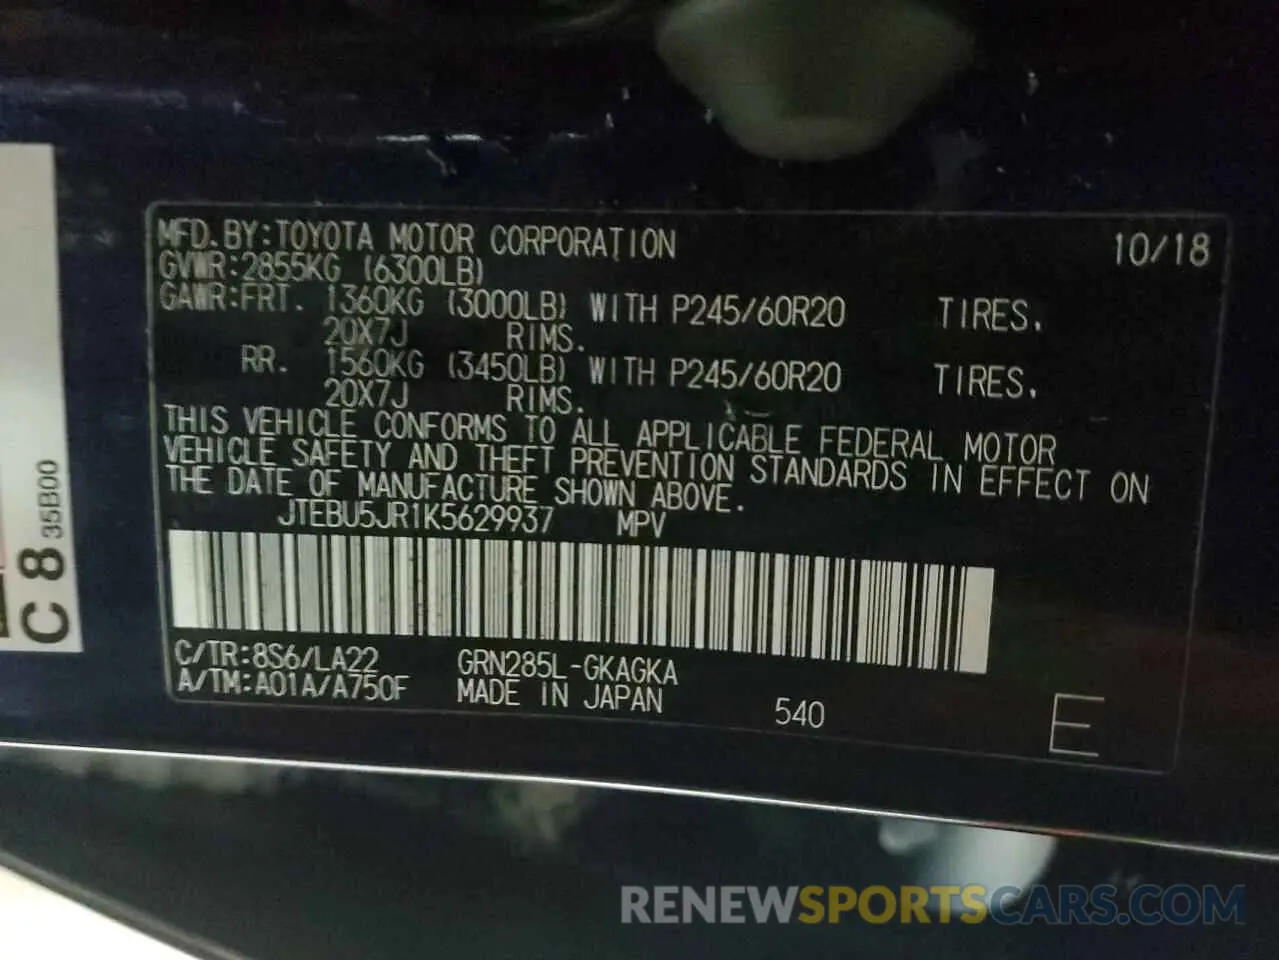 MFD.BY:TOYOTA MOTOR CORPORATION 10/18
GVWR:2855KG (6300LB)
GAWR:FRT. 1360KG (3000LB) WITH P245/60R20 TIRES.
20X7J RIMS.
RR. 1560KG (3450LB) WITH P245/60R20 TIRES.
20X7J RIMS.
THIS VEHICLE CONFORMS TO ALL APPLICABLE FEDERAL MOTOR
VEHICLE SAFETY AND THEFT PREVENTION STANDARDS IN EFFECT ON
THE DATE OF MANUFACTURE SHOWN ABOVE.
JTEBU5JR1K5629937 MPV
C/TR:8S6/LA22 GRN285L-GKAGKA
A/TM:A01A/A750F MADE IN JAPAN 540 E
C 8 35B00
RENEWSPORTSCARS.COM